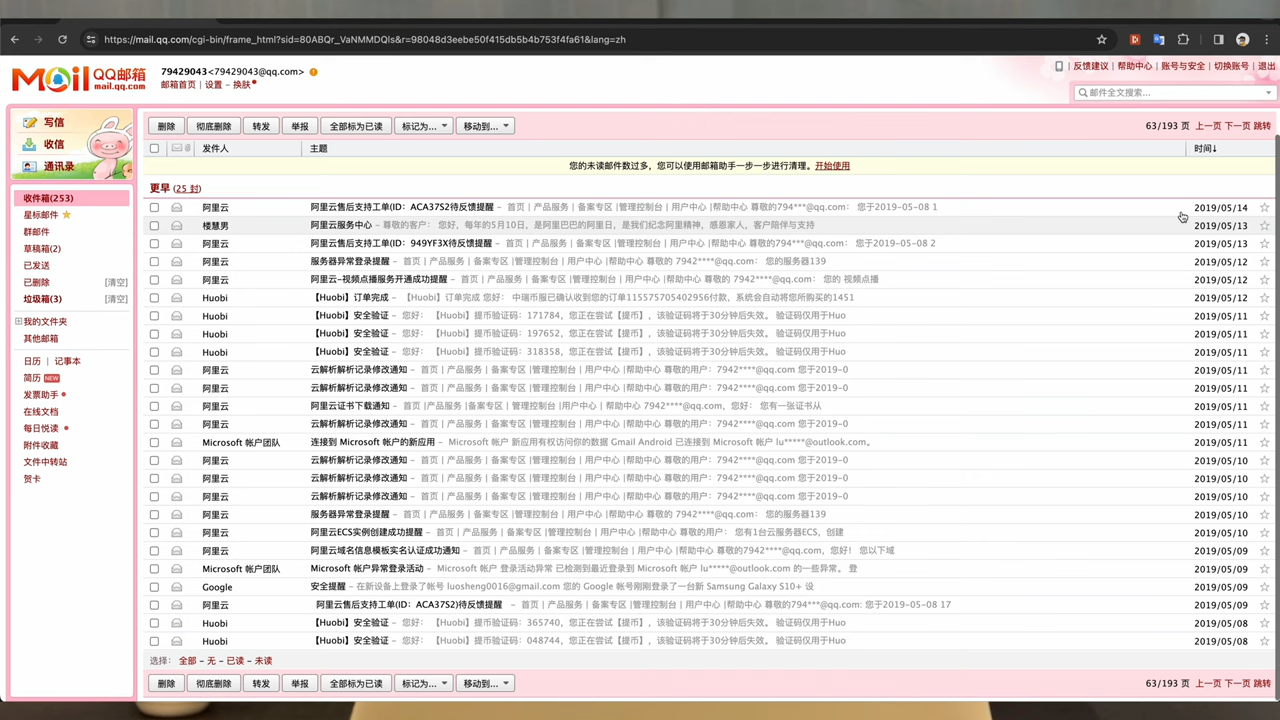 https://mail.qq.com/cgi-bin/frame_html?sid=80ABQr_VaNMMDQls&r=98048d3eebe50f415db5b4b753f4fa61&lang=zh
MOil QQ邮箱 mail.qq.com
79429043<79429043@qq.com>
邮箱首页 | 设置 - 换肤
反馈建议 | 帮助中心 | 账号与安全 | 切换账号 | 退出
邮件全文搜索...
写信
收信
通讯录
收件箱(253)
星标邮件
群邮件
草稿箱(2)
已发送
已删除 [清空]
垃圾箱(3) [清空]
我的文件夹
其他邮箱
日历 | 记事本
简历 NEW
发票助手
在线文档
每日悦读
附件收藏
文件中转站
贺卡
删除 彻底删除 转发 举报 全部标为已读 标记为... 移动到... 63/193 页 上一页 下一页 跳转
发件人 主题 时间↓
您的未读邮件数过多，您可以使用邮箱助手一步一步进行清理。开始使用
更早 (25 封)
阿里云 阿里云售后支持工单(ID：ACA37S2待反馈提醒 - 首页 | 产品服务 | 备案专区 |管理控制台 | 用户中心 |帮助中心 尊敬的794***@qq.com： 您于2019-05-08 1 2019/05/14
楼慧男 阿里云服务中心 - 尊敬的客户： 您好，每年的5月10日，是阿里巴巴的阿里日，是我们纪念阿里精神，感恩家人，客户陪伴与支持 2019/05/13
阿里云 阿里云售后支持工单(ID：949YF3X待反馈提醒 - 首页 | 产品服务 | 备案专区 |管理控制台 | 用户中心 |帮助中心 尊敬的794***@qq.com： 您于2019-05-08 2 2019/05/13
阿里云 服务器异常登录提醒 - 首页 | 产品服务 | 备案专区 |管理控制台 | 用户中心 |帮助中心 尊敬的7942****@qq.com： 您的服务器139 2019/05/12
阿里云 阿里云-视频点播服务开通成功提醒 - 首页 | 产品服务 | 备案专区 |管理控制台 | 用户中心 |帮助中心 尊敬的7942****@qq.com： 您的 视频点播 2019/05/12
Huobi 【Huobi】订单完成 - 【Huobi】订单完成 您好： 中瑞币服已确认收到您的订单115575705402956付款，系统会自动将您所购买的1451 2019/05/12
Huobi 【Huobi】安全验证 - 您好： 【Huobi】提币验证码：171784，您正在尝试【提币】，该验证码将于30分钟后失效。 验证码仅用于Huo 2019/05/11
Huobi 【Huobi】安全验证 - 您好： 【Huobi】提币验证码：197652，您正在尝试【提币】，该验证码将于30分钟后失效。 验证码仅用于Huo 2019/05/11
Huobi 【Huobi】安全验证 - 您好： 【Huobi】提币验证码：318358，您正在尝试【提币】，该验证码将于30分钟后失效。 验证码仅用于Huo 2019/05/11
阿里云 云解析解析记录修改通知 - 首页 | 产品服务 | 备案专区 |管理控制台 | 用户中心 |帮助中心 尊敬的用户：7942****@qq.com 您于2019-0 2019/05/11
阿里云 云解析解析记录修改通知 - 首页 | 产品服务 | 备案专区 |管理控制台 | 用户中心 |帮助中心 尊敬的用户：7942****@qq.com 您于2019-0 2019/05/11
阿里云 阿里云证书下载通知 - 首页 |产品服务 | 备案专区 |管理控制台 |用户中心 |帮助中心 7942****@qq.com，您好： 您有一张证书从 2019/05/11
阿里云 云解析解析记录修改通知 - 首页 | 产品服务 | 备案专区 |管理控制台 | 用户中心 |帮助中心 尊敬的用户：7942****@qq.com 您于2019-0 2019/05/11
Microsoft 帐户团队 连接到 Microsoft 帐户的新应用 - Microsoft 帐户 新应用有权访问你的数据 Gmail Android 已连接到 Microsoft 帐户 lu*****@outlook.com。 2019/05/11
阿里云 云解析解析记录修改通知 - 首页 | 产品服务 | 备案专区 |管理控制台 | 用户中心 |帮助中心 尊敬的用户：7942****@qq.com 您于2019-0 2019/05/10
阿里云 云解析解析记录修改通知 - 首页 | 产品服务 | 备案专区 |管理控制台 | 用户中心 |帮助中心 尊敬的用户：7942****@qq.com 您于2019-0 2019/05/10
阿里云 云解析解析记录修改通知 - 首页 | 产品服务 | 备案专区 |管理控制台 | 用户中心 |帮助中心 尊敬的用户：7942****@qq.com 您于2019-0 2019/05/10
阿里云 服务器异常登录提醒 - 首页 | 产品服务 | 备案专区 |管理控制台 | 用户中心 |帮助中心 尊敬的7942****@qq.com： 您的服务器139 2019/05/10
阿里云 阿里云ECS实例创建成功提醒 - 首页 | 产品服务 | 备案专区 |管理控制台 | 用户中心 |帮助中心 尊敬的用户： 您有1台云服务器ECS，创建 2019/05/10
阿里云 阿里云域名信息模板实名认证成功通知 - 首页 | 产品服务 | 备案专区 |管理控制台 | 用户中心 |帮助中心 尊敬的7942****@qq.com，您好！ 您以下域 2019/05/09
Microsoft 帐户团队 Microsoft 帐户异常登录活动 - Microsoft 帐户 登录活动异常 已检测到最近登录到 Microsoft 帐户 lu*****@outlook.com 的一些异常。 登 2019/05/09
Google 安全提醒 - 在新设备上登录了帐号 luosheng0016@gmail.com 您的 Google 帐号刚刚登录了一台新 Samsung Galaxy S10+ 设 2019/05/09
阿里云 阿里云售后支持工单(ID：ACA37S2)待反馈提醒 - 首页 | 产品服务 | 备案专区 |管理控制台 | 用户中心 |帮助中心 尊敬的794***@qq.com: 您于2019-05-08 17 2019/05/09
Huobi 【Huobi】安全验证 - 您好： 【Huobi】提币验证码：365740，您正在尝试【提币】，该验证码将于30分钟后失效。 验证码仅用于Huo 2019/05/08
Huobi 【Huobi】安全验证 - 您好： 【Huobi】提币验证码：048744，您正在尝试【提币】，该验证码将于30分钟后失效。 验证码仅用于Huo 2019/05/08
选择： 全部 - 无 - 已读 - 未读
删除 彻底删除 转发 举报 全部标为已读 标记为... 移动到... 63/193 页 上一页 下一页 跳转